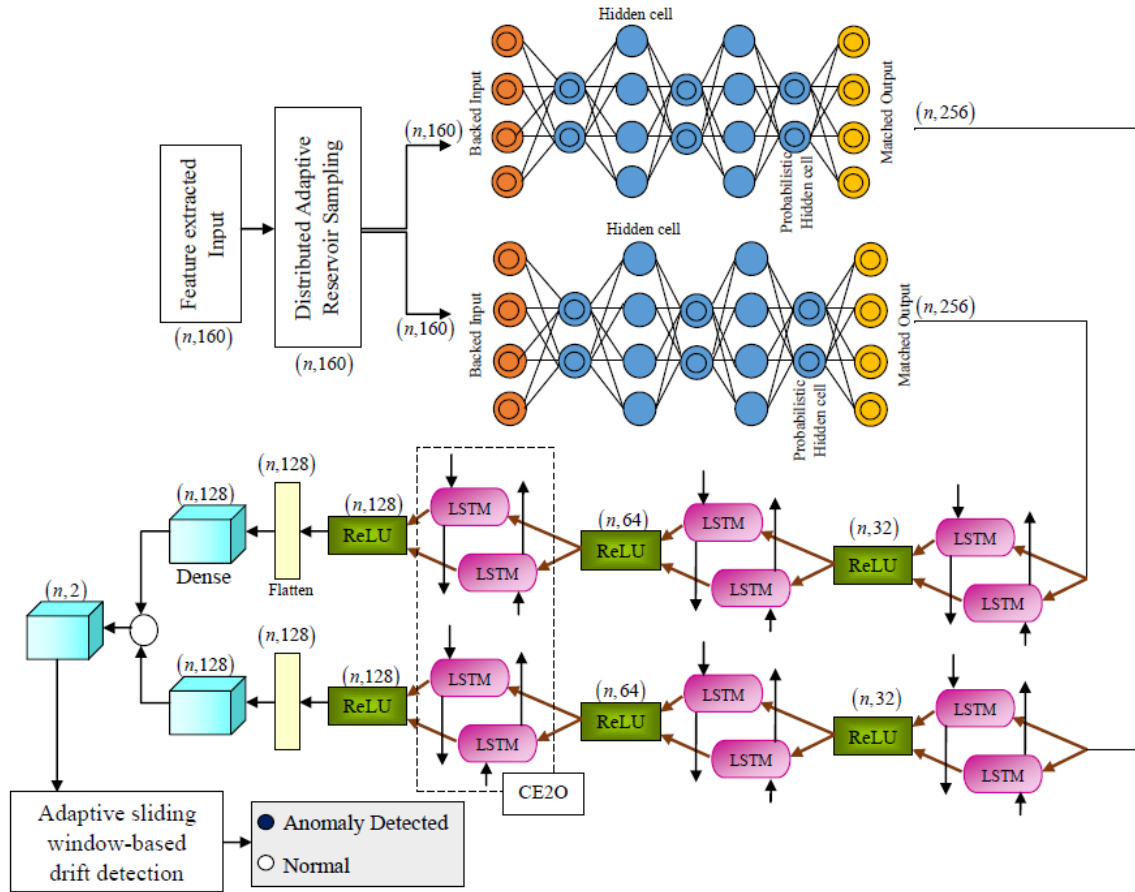 Hidden cell
Backed Input
Matched Output
Probabilistic
Hidden cell
(n,160)
(n,256)
Feature extracted
Input
(n,160)
Distributed Adaptive
Reservoir Sampling
(n,160)
Hidden cell
Backed Input
Matched Output
Probabilistic
Hidden cell
(n,160)
(n,256)
(n,128)
Dense
(n,128)
Flatten
(n,128)
ReLU
LSTM
LSTM
(n,64)
ReLU
LSTM
LSTM
(n,32)
ReLU
LSTM
LSTM
(n,2)
(n,128)
(n,128)
(n,128)
ReLU
LSTM
LSTM
(n,64)
ReLU
LSTM
LSTM
(n,32)
ReLU
LSTM
LSTM
CE2O
Adaptive sliding
window-based
drift detection
Anomaly Detected
Normal